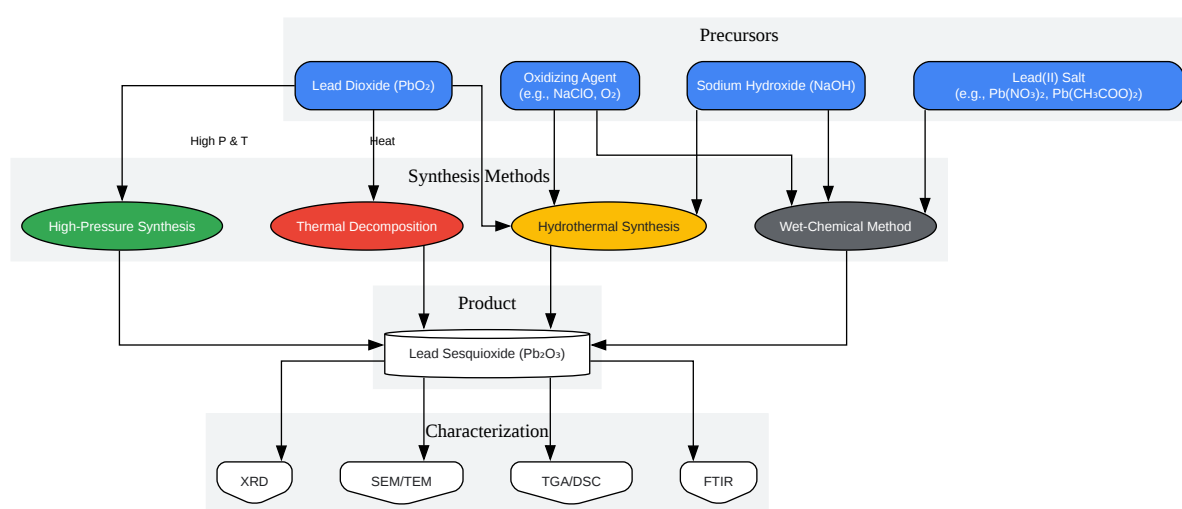 Precursors
Lead Dioxide (PbO₂)
Oxidizing Agent
(e.g., NaClO, O₂)
Sodium Hydroxide (NaOH)
Lead(II) Salt
(e.g., Pb(NO₃)₂, Pb(CH₃COO)₂)
High P & T
Heat
Synthesis Methods
High-Pressure Synthesis
Thermal Decomposition
Hydrothermal Synthesis
Wet-Chemical Method
Product
Lead Sesquioxide (Pb₂O₃)
Characterization
XRD
SEM/TEM
TGA/DSC
FTIR